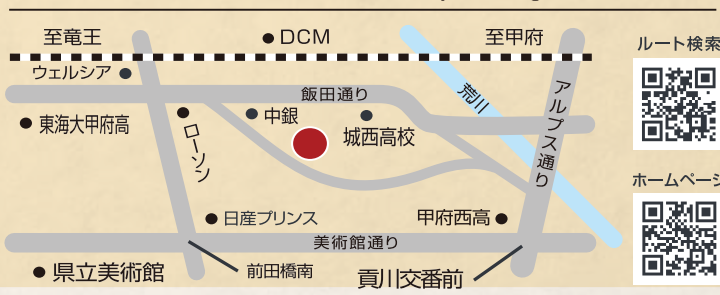 至竜王
DCM
至甲府
ルート検索
ウェルシア
飯田通り
荒川
アルプス通り
東海大甲府高
ローソン
中銀
城西高校
ホームページ
日産プリンス
甲府西高
美術館通り
県立美術館
前田橋南
貢川交番前